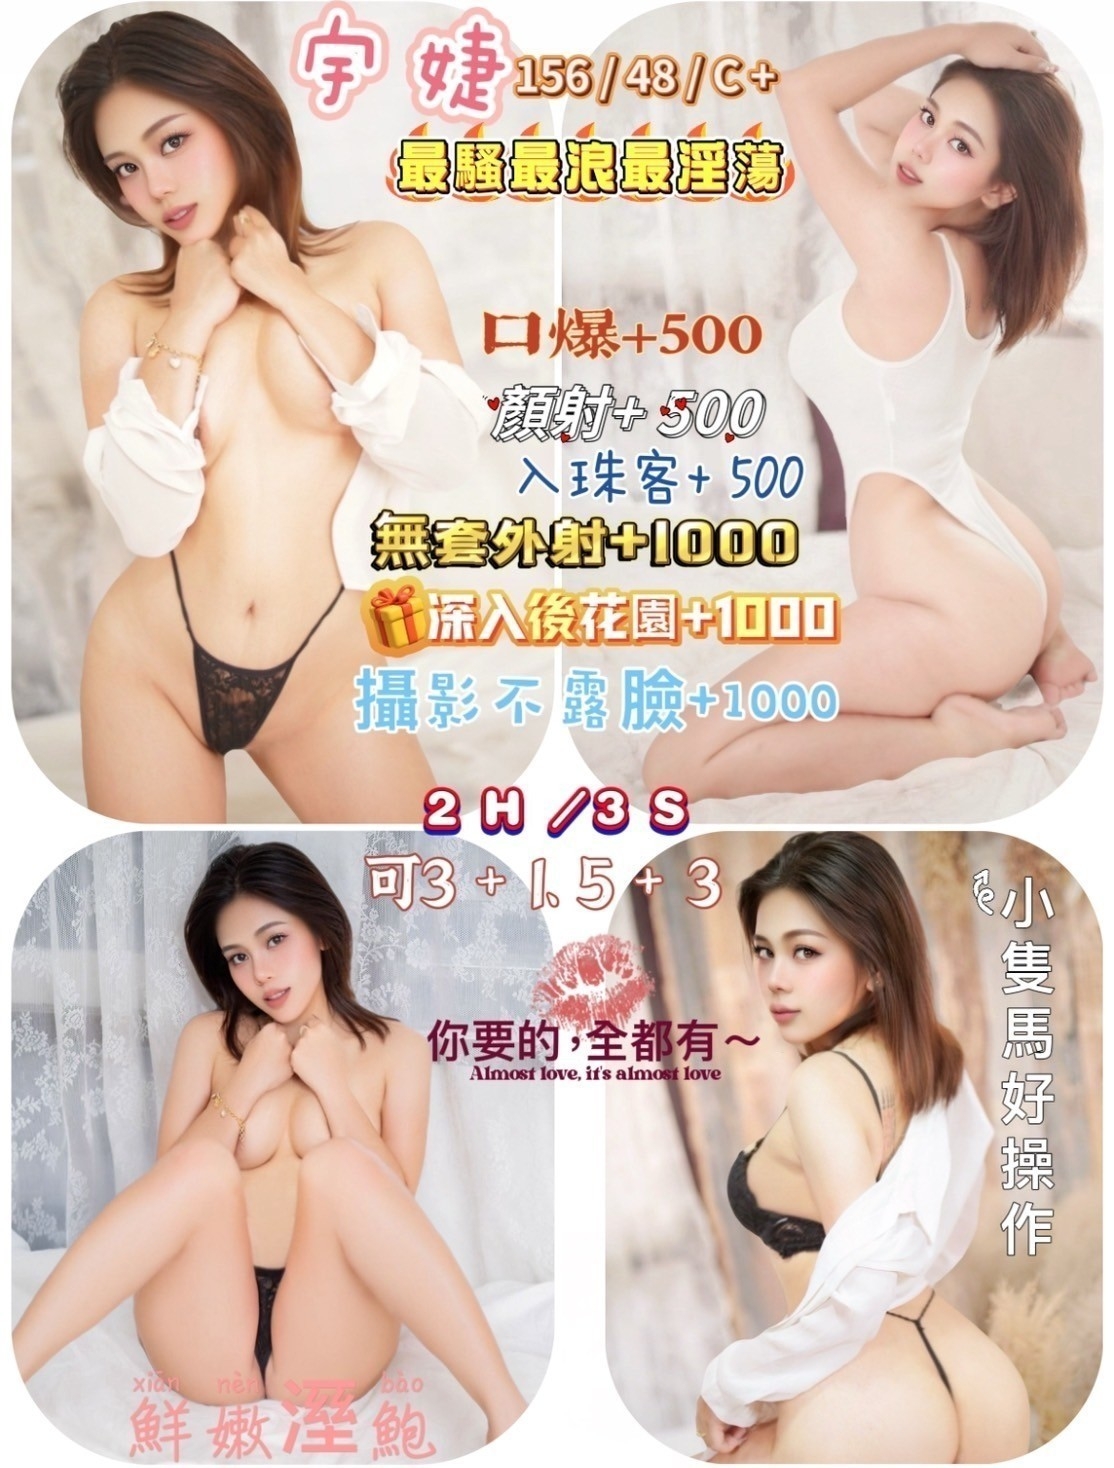 宇婕 156/48/C+
最騷最浪最淫蕩
口爆+500
顏射+500
入珠客+500
無套外射+1000
深入後花園+1000
攝影不露臉+1000
2H/3S
可3+1.5+3
小隻馬好操作
你要的,全都有～
Almost love, it's almost love
xiān nèn bào
鮮嫩溼鮑